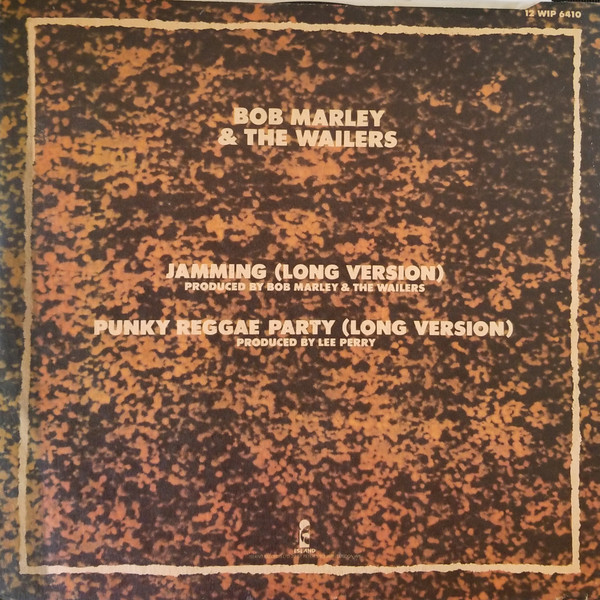 12 WIP 6410
BOB MARLEY
& THE WAILERS
JAMMING (LONG VERSION)
PRODUCED BY BOB MARLEY & THE WAILERS
PUNKY REGGAE PARTY (LONG VERSION)
PRODUCED BY LEE PERRY
ISLAND